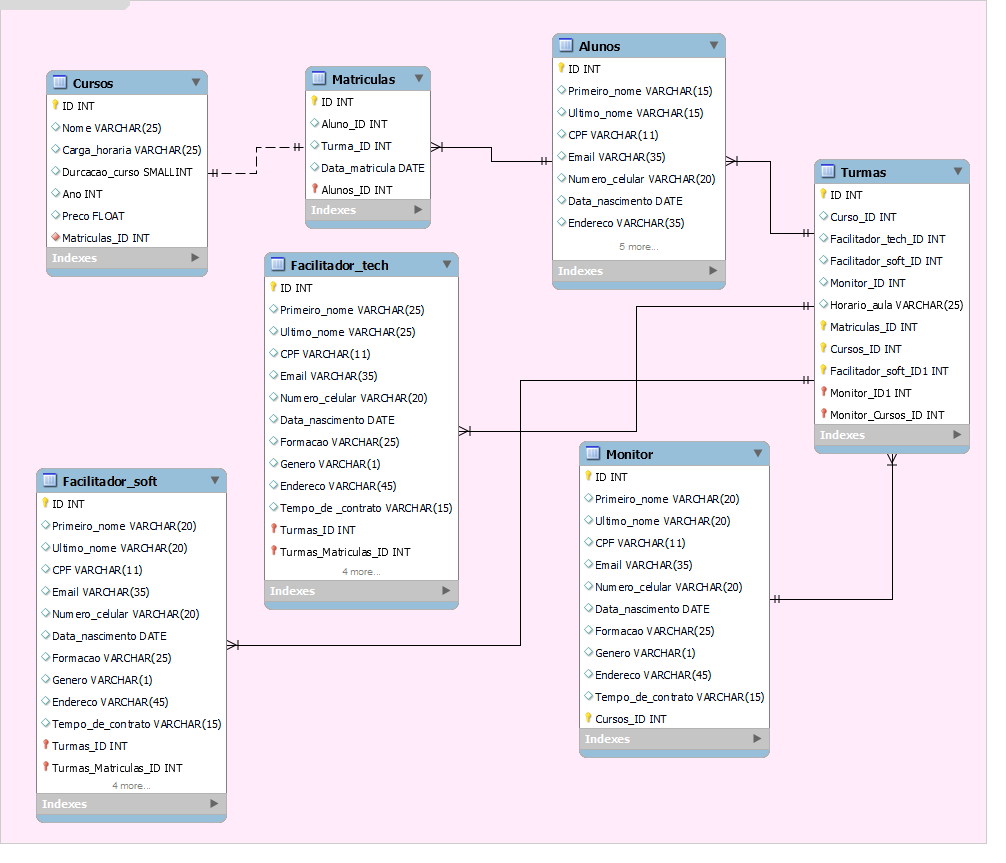 Cursos
ID INT
Nome VARCHAR(25)
Carga_horaria VARCHAR(25)
Durcacao_curso SMALLINT
Ano INT
Preco FLOAT
Matriculas_ID INT
Indexes
Matriculas
ID INT
Aluno_ID INT
Turma_ID INT
Data_matricula DATE
Alunos_ID INT
Indexes
Alunos
ID INT
Primeiro_nome VARCHAR(15)
Ultimo_nome VARCHAR(15)
CPF VARCHAR(11)
Email VARCHAR(35)
Numero_celular VARCHAR(20)
Data_nascimento DATE
Endereco VARCHAR(35)
5 more...
Indexes
Turmas
ID INT
Curso_ID INT
Facilitador_tech_ID INT
Facilitador_soft_ID INT
Monitor_ID INT
Horario_aula VARCHAR(25)
Matriculas_ID INT
Cursos_ID INT
Facilitador_soft_ID1 INT
Monitor_ID1 INT
Monitor_Cursos_ID INT
Indexes
Facilitador_tech
ID INT
Primeiro_nome VARCHAR(25)
Ultimo_nome VARCHAR(25)
CPF VARCHAR(11)
Email VARCHAR(35)
Numero_celular VARCHAR(20)
Data_nascimento DATE
Formacao VARCHAR(25)
Genero VARCHAR(1)
Endereco VARCHAR(45)
Tempo_de _contrato VARCHAR(15)
Turmas_ID INT
Turmas_Matriculas_ID INT
4 more...
Indexes
Monitor
ID INT
Primeiro_nome VARCHAR(20)
Ultimo_nome VARCHAR(20)
CPF VARCHAR(11)
Email VARCHAR(35)
Numero_celular VARCHAR(20)
Data_nascimento DATE
Formacao VARCHAR(25)
Genero VARCHAR(1)
Endereco VARCHAR(45)
Tempo_de_contrato VARCHAR(15)
Cursos_ID INT
Indexes
Facilitador_soft
ID INT
Primeiro_nome VARCHAR(20)
Ultimo_nome VARCHAR(20)
CPF VARCHAR(11)
Email VARCHAR(35)
Numero_celular VARCHAR(20)
Data_nascimento DATE
Formacao VARCHAR(25)
Genero VARCHAR(1)
Endereco VARCHAR(45)
Tempo_de_contrato VARCHAR(15)
Turmas_ID INT
Turmas_Matriculas_ID INT
4 more...
Indexes